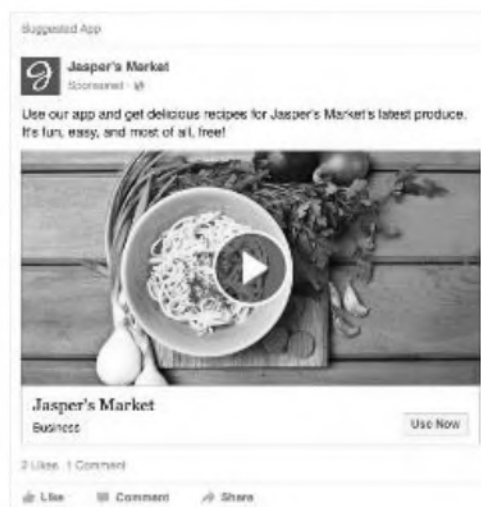 Suggested App
Jasper's Market
Sponsored ·
Use our app and get delicious recipes for Jasper's Market's latest produce.
It's fun, easy, and most of all, free!
Jasper's Market
Business
Use Now
2 Likes 1 Comment
Like Comment Share